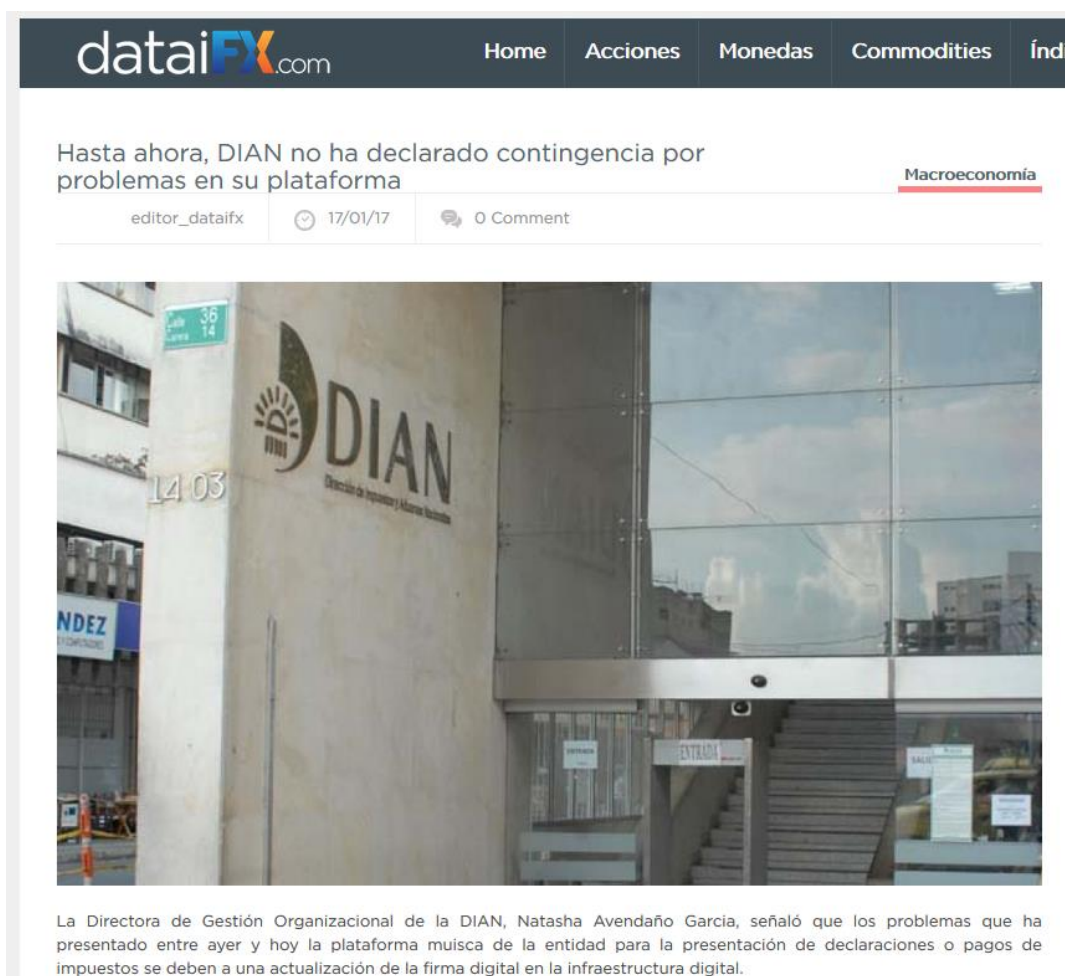 dataiFX.com
Home Acciones Monedas Commodities Índi
Hasta ahora, DIAN no ha declarado contingencia por
problemas en su plataforma
Macroeconomía
editor_dataifx 17/01/17 0 Comment
Calle 36
Carrera 14
DIAN
Dirección de Impuestos y Aduanas Nacionales
14 03
NDEZ
ENTRADA
ENTRADA
La Directora de Gestión Organizacional de la DIAN, Natasha Avendaño Garcia, señaló que los problemas que ha
presentado entre ayer y hoy la plataforma muisca de la entidad para la presentación de declaraciones o pagos de
impuestos se deben a una actualización de la firma digital en la infraestructura digital.